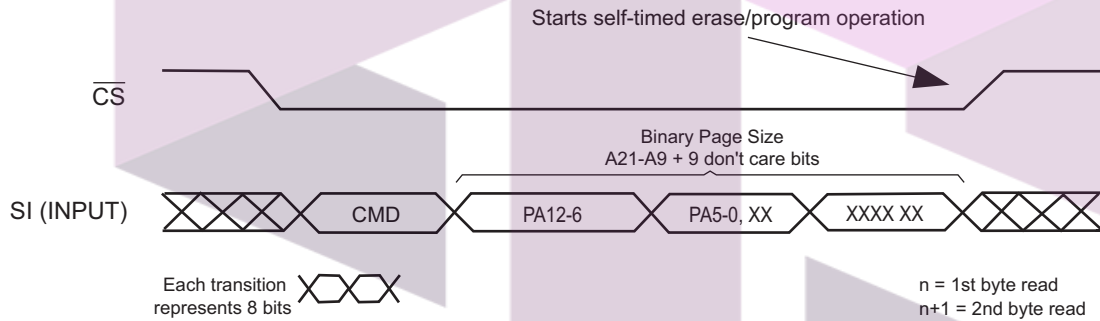 Starts self-timed erase/program operation
CS
Binary Page Size
A21-A9 + 9 don't care bits
SI (INPUT)
CMD
PA12-6
PA5-0, XX
XXXX XX
Each transition
represents 8 bits
n = 1st byte read
n+1 = 2nd byte read